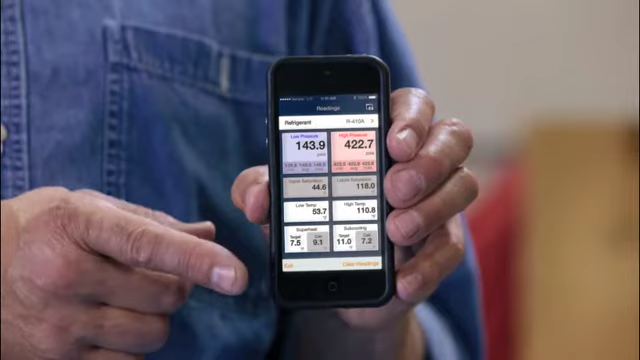 Readings
Refrigerant R-410A
Low Pressure High Pressure
143.9 422.7
Vapor Saturation Liquid Saturation
44.6 118.0
Low Temp High Temp
53.7 110.8
Superheat Subcooling
Target Calc Target Calc
7.5 9.1 11.0 7.2
Exit Clear Readings